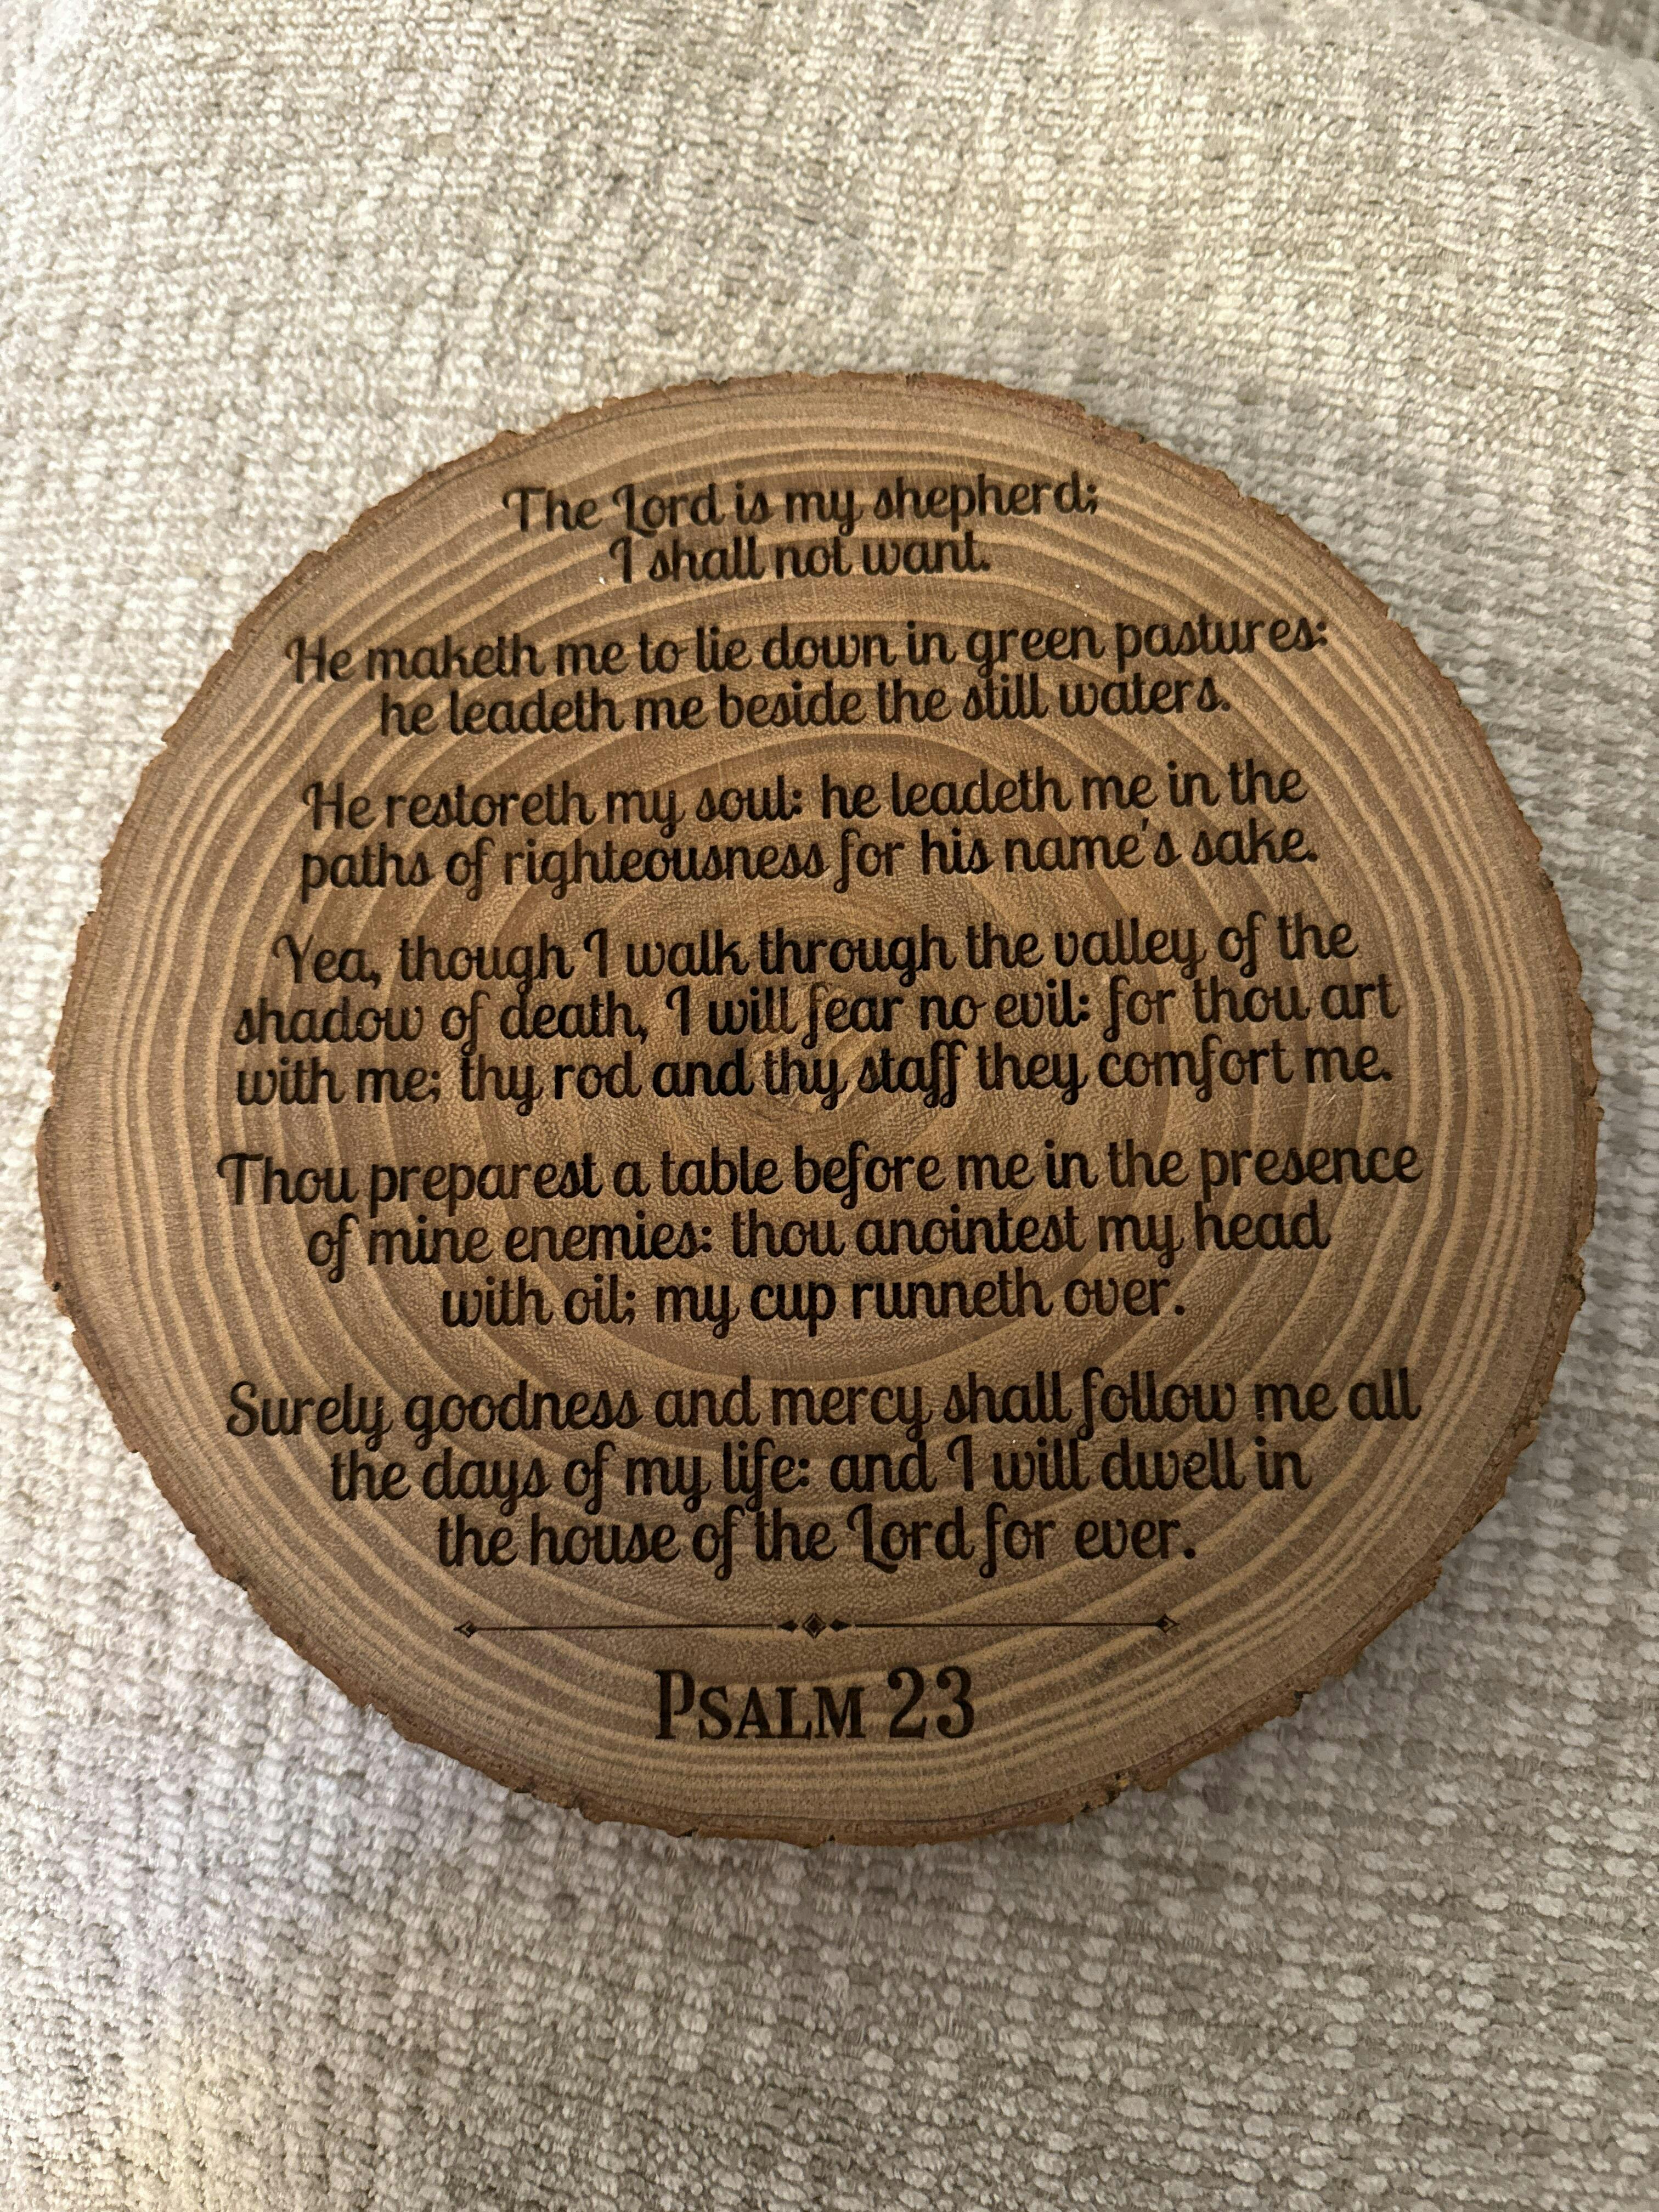 The Lord is my shepherd;
I shall not want.
He maketh me to lie down in green pastures:
he leadeth me beside the still waters.
He restoreth my soul: he leadeth me in the
paths of righteousness for his name's sake.
Yea, though I walk through the valley of the
shadow of death, I will fear no evil: for thou art
with me; thy rod and thy staff they comfort me.
Thou preparest a table before me in the presence
of mine enemies: thou anointest my head
with oil; my cup runneth over.
Surely goodness and mercy shall follow me all
the days of my life: and I will dwell in
the house of the Lord for ever.
PSALM 23